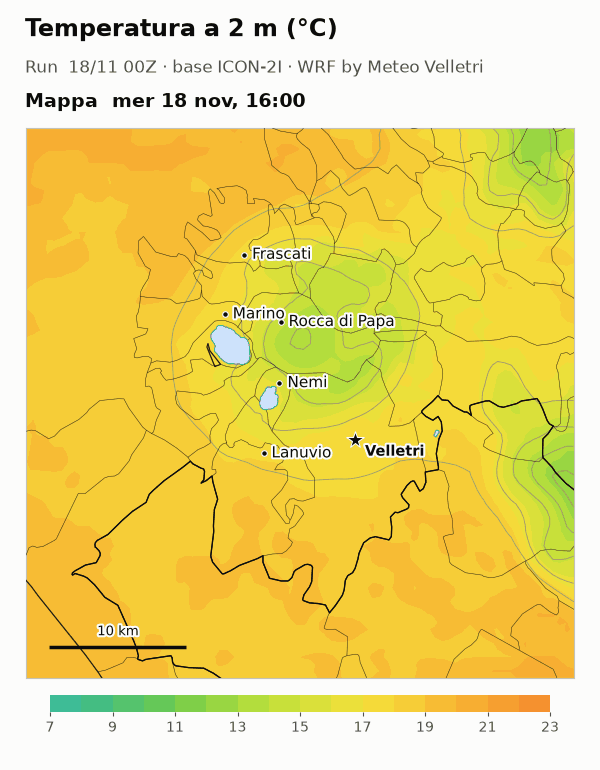 Temperatura a 2 m (°C)
Run  18/11 00Z · base ICON-2I · WRF by Meteo Velletri
Mappa  mer 18 nov, 16:00
Frascati
Marino
Rocca di Papa
Nemi
Velletri
Lanuvio
10 km
7 9 11 13 15 17 19 21 23